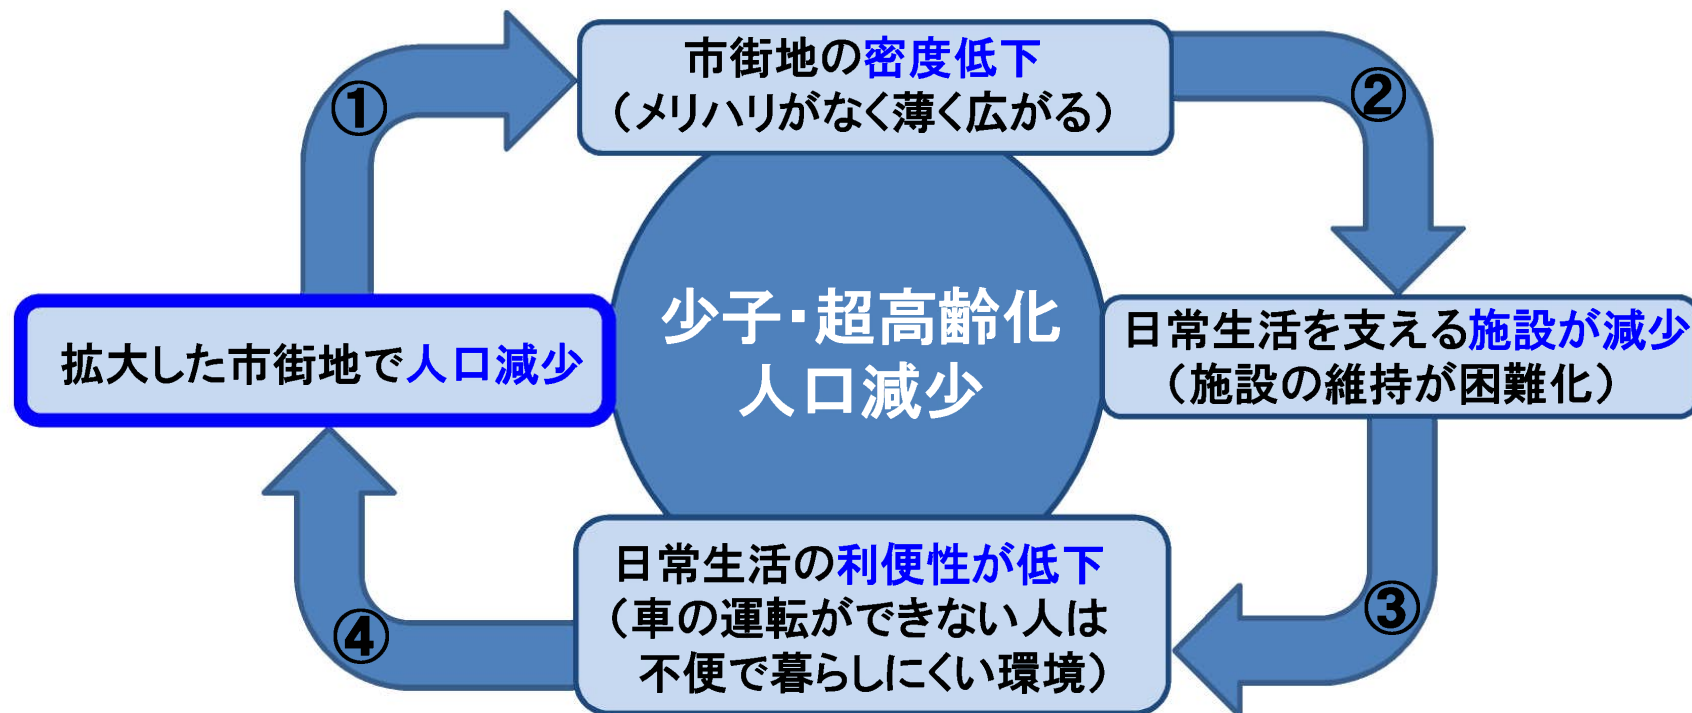 ①
市街地の密度低下
（メリハリがなく薄く広がる）
②
少子・超高齢化
人口減少
拡大した市街地で人口減少
日常生活を支える施設が減少
（施設の維持が困難化）
日常生活の利便性が低下
（車の運転ができない人は
不便で暮らしにくい環境）
③
④